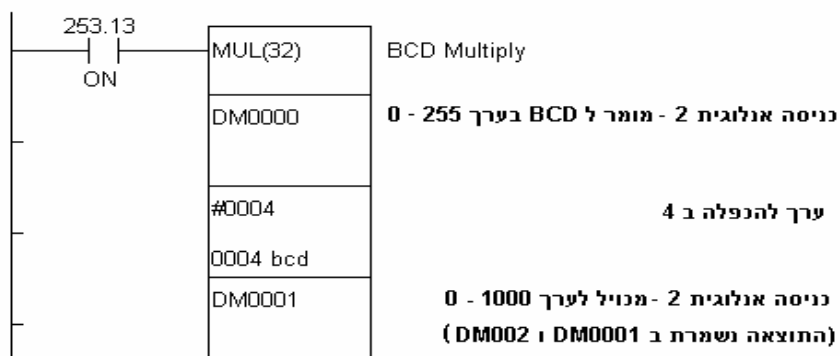 253.13
ON
MUL(32)
BCD Multiply
DM0000
כניסה אנלוגית 2 - מומר ל BCD בערך 255 - 0
#0004
ערך להכפלה ב 4
0004 bcd
DM0001
כניסה אנלוגית 2 - מכויל לערך 1000 - 0
(התוצאה נשמרת ב DM0001 ו DM002)